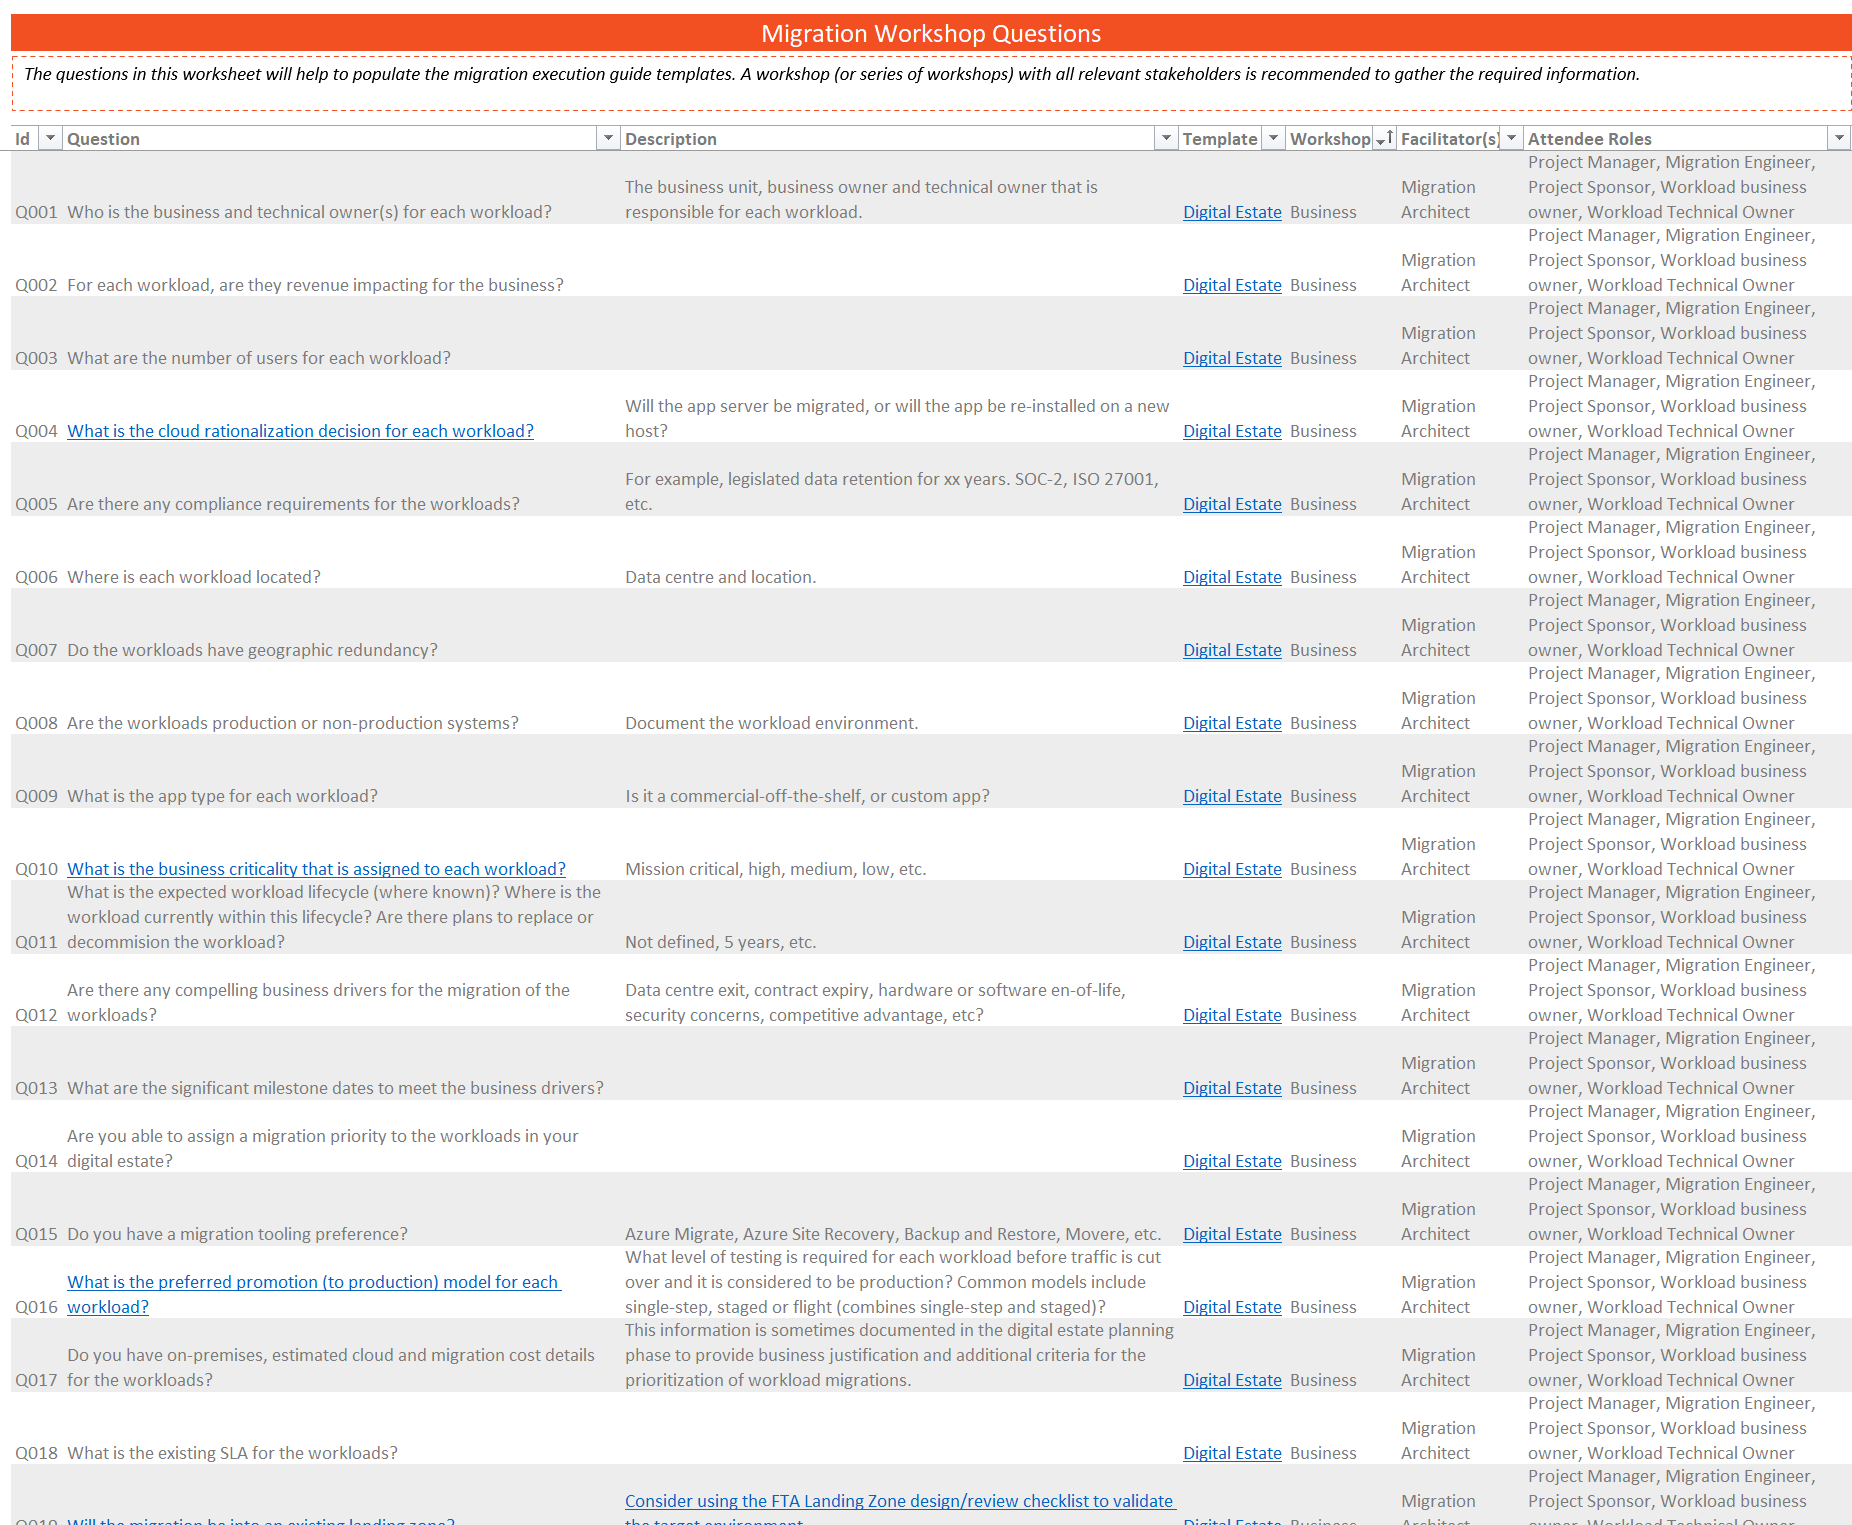 Migration Workshop Questions
The questions in this worksheet will help to populate the migration execution guide templates. A workshop (or series of workshops) with all relevant stakeholders is recommended to gather the required information.
Id Question Description Template Workshop Facilitator(s) Attendee Roles
Project Manager, Migration Engineer,
The business unit, business owner and technical owner that is Migration Project Sponsor, Workload business
Q001 Who is the business and technical owner(s) for each workload? responsible for each workload. Digital Estate Business Architect owner, Workload Technical Owner
Project Manager, Migration Engineer,
Migration Project Sponsor, Workload business
Q002 For each workload, are they revenue impacting for the business? Digital Estate Business Architect owner, Workload Technical Owner
Project Manager, Migration Engineer,
Migration Project Sponsor, Workload business
Q003 What are the number of users for each workload? Digital Estate Business Architect owner, Workload Technical Owner
Project Manager, Migration Engineer,
Will the app server be migrated, or will the app be re-installed on a new Migration Project Sponsor, Workload business
Q004 What is the cloud rationalization decision for each workload? host? Digital Estate Business Architect owner, Workload Technical Owner
Project Manager, Migration Engineer,
For example, legislated data retention for xx years. SOC-2, ISO 27001, Migration Project Sponsor, Workload business
Q005 Are there any compliance requirements for the workloads? etc. Digital Estate Business Architect owner, Workload Technical Owner
Project Manager, Migration Engineer,
Migration Project Sponsor, Workload business
Q006 Where is each workload located? Data centre and location. Digital Estate Business Architect owner, Workload Technical Owner
Project Manager, Migration Engineer,
Migration Project Sponsor, Workload business
Q007 Do the workloads have geographic redundancy? Digital Estate Business Architect owner, Workload Technical Owner
Project Manager, Migration Engineer,
Migration Project Sponsor, Workload business
Q008 Are the workloads production or non-production systems? Document the workload environment. Digital Estate Business Architect owner, Workload Technical Owner
Project Manager, Migration Engineer,
Migration Project Sponsor, Workload business
Q009 What is the app type for each workload? Is it a commercial-off-the-shelf, or custom app? Digital Estate Business Architect owner, Workload Technical Owner
Project Manager, Migration Engineer,
Migration Project Sponsor, Workload business
Q010 What is the business criticality that is assigned to each workload? Mission critical, high, medium, low, etc. Digital Estate Business Architect owner, Workload Technical Owner
What is the expected workload lifecycle (where known)? Where is the Project Manager, Migration Engineer,
workload currently within this lifecycle? Are there plans to replace or Migration Project Sponsor, Workload business
Q011 decommision the workload? Not defined, 5 years, etc. Digital Estate Business Architect owner, Workload Technical Owner
Project Manager, Migration Engineer,
Are there any compelling business drivers for the migration of the Data centre exit, contract expiry, hardware or software en-of-life, Migration Project Sponsor, Workload business
Q012 workloads? security concerns, competitive advantage, etc? Digital Estate Business Architect owner, Workload Technical Owner
Project Manager, Migration Engineer,
Migration Project Sponsor, Workload business
Q013 What are the significant milestone dates to meet the business drivers? Digital Estate Business Architect owner, Workload Technical Owner
Project Manager, Migration Engineer,
Are you able to assign a migration priority to the workloads in your Migration Project Sponsor, Workload business
Q014 digital estate? Digital Estate Business Architect owner, Workload Technical Owner
Project Manager, Migration Engineer,
Migration Project Sponsor, Workload business
Q015 Do you have a migration tooling preference? Azure Migrate, Azure Site Recovery, Backup and Restore, Movere, etc. Digital Estate Business Architect owner, Workload Technical Owner
What level of testing is required for each workload before traffic is cut Project Manager, Migration Engineer,
What is the preferred promotion (to production) model for each over and it is considered to be production? Common models include Migration Project Sponsor, Workload business
Q016 workload? single-step, staged or flight (combines single-step and staged)? Digital Estate Business Architect owner, Workload Technical Owner
This information is sometimes documented in the digital estate planning Project Manager, Migration Engineer,
Do you have on-premises, estimated cloud and migration cost details phase to provide business justification and additional criteria for the Migration Project Sponsor, Workload business
Q017 for the workloads? prioritization of workload migrations. Digital Estate Business Architect owner, Workload Technical Owner
Project Manager, Migration Engineer,
Migration Project Sponsor, Workload business
Q018 What is the existing SLA for the workloads? Digital Estate Business Architect owner, Workload Technical Owner
Project Manager, Migration Engineer,
Consider using the FTA Landing Zone design/review checklist to validate Migration Project Sponsor, Workload business
Q019 Will the migration be into an existing landing zone? the target environment. Digital Estate Business Architect owner, Workload Technical Owner